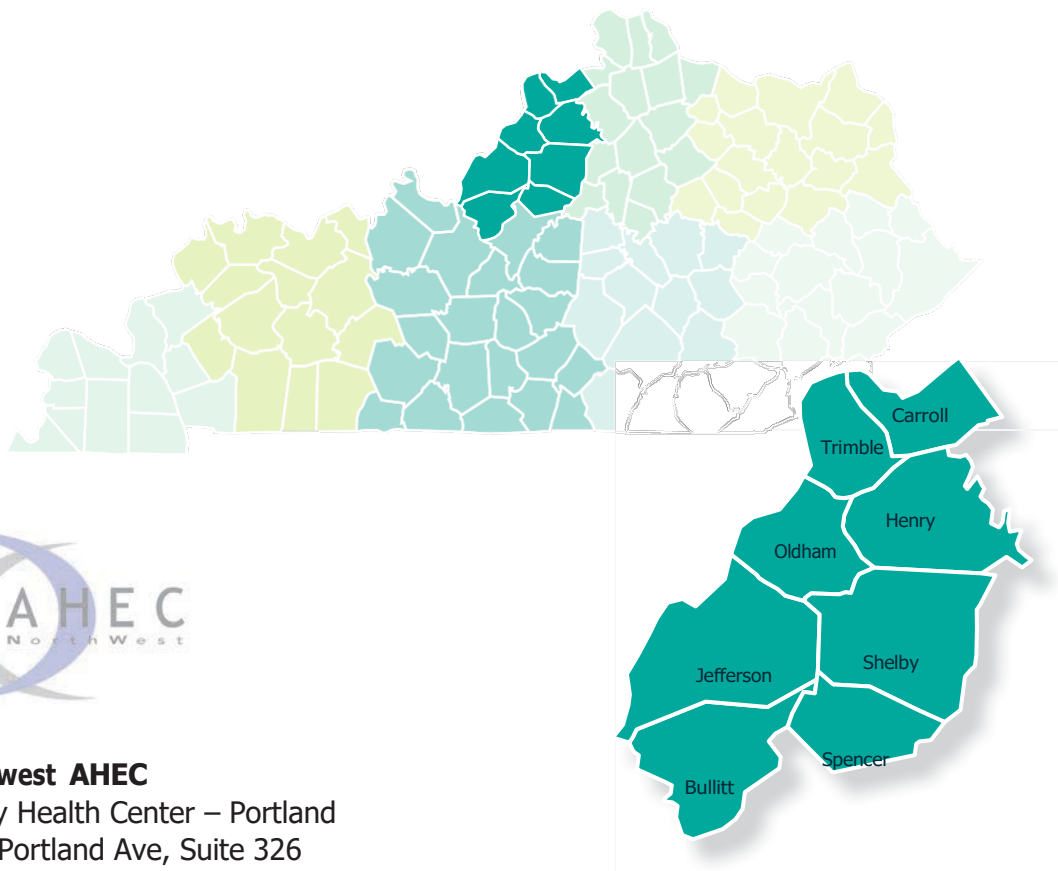 Carroll
Trimble
Henry
Oldham
Jefferson
Shelby
Spencer
Bullitt
AHEC
NorthWest
west AHEC
y Health Center – Portland
Portland Ave, Suite 326